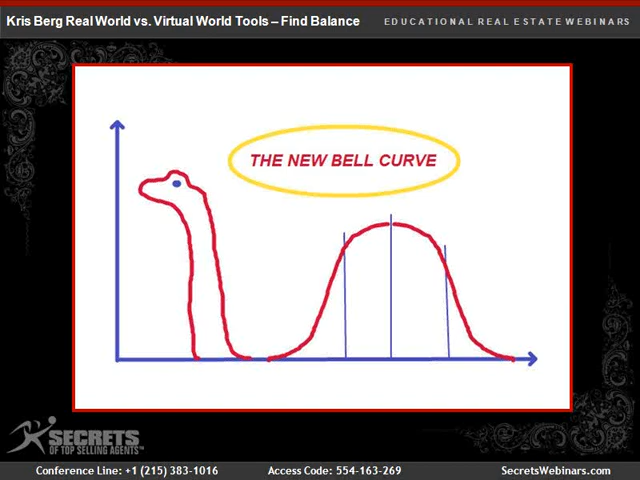 Kris Berg Real World vs. Virtual World Tools – Find Balance
EDUCATIONAL REAL ESTATE WEBINARS
THE NEW BELL CURVE
SECRETS
OF TOP SELLING AGENTS™
Conference Line: +1 (215) 383-1016 Access Code: 554-163-269 SecretsWebinars.com